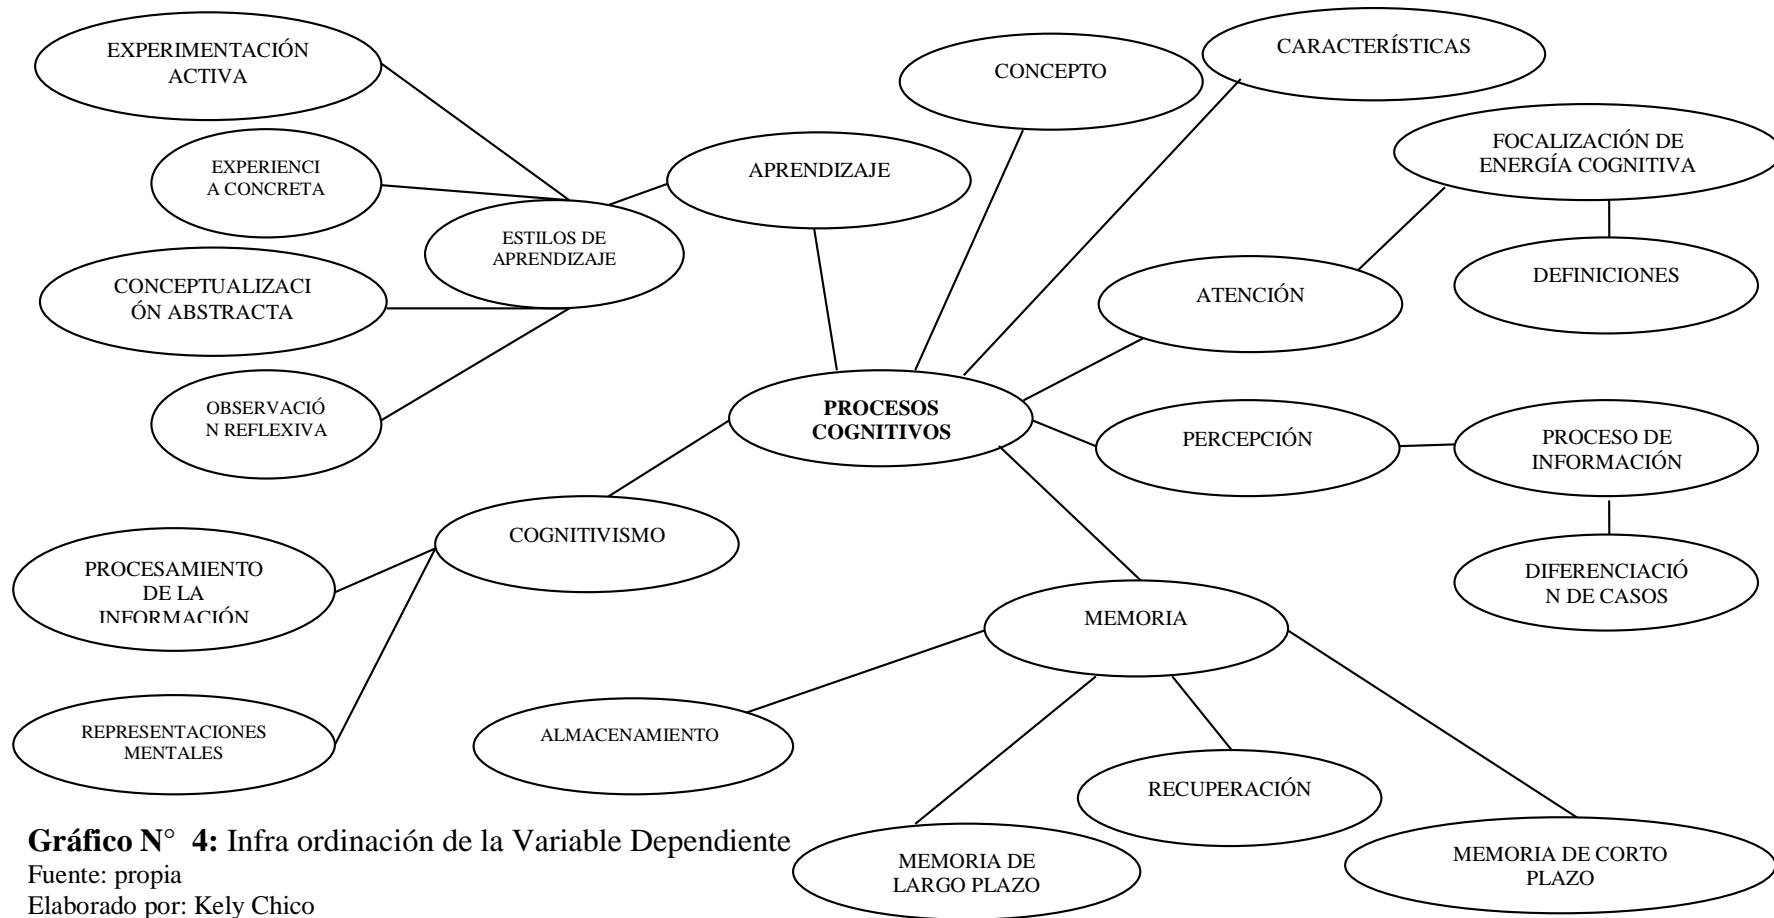 EXPERIMENTACIÓN
ACTIVA
EXPERIENCI
A CONCRETA
CONCEPTUALIZACI
ÓN ABSTRACTA
OBSERVACIÓ
N REFLEXIVA
ESTILOS DE
APRENDIZAJE
APRENDIZAJE
CONCEPTO
CARACTERÍSTICAS
FOCALIZACIÓN DE
ENERGÍA COGNITIVA
DEFINICIONES
ATENCIÓN
PROCESOS
COGNITIVOS
PERCEPCIÓN
PROCESO DE
INFORMACIÓN
DIFERENCIACIÓ
N DE CASOS
COGNITIVISMO
PROCESAMIENTO
DE LA
INFORMACIÓN
REPRESENTACIONES
MENTALES
MEMORIA
ALMACENAMIENTO
RECUPERACIÓN
MEMORIA DE
LARGO PLAZO
MEMORIA DE CORTO
PLAZO
Gráfico N° 4: Infra ordinación de la Variable Dependiente
Fuente: propia
Elaborado por: Kely Chico